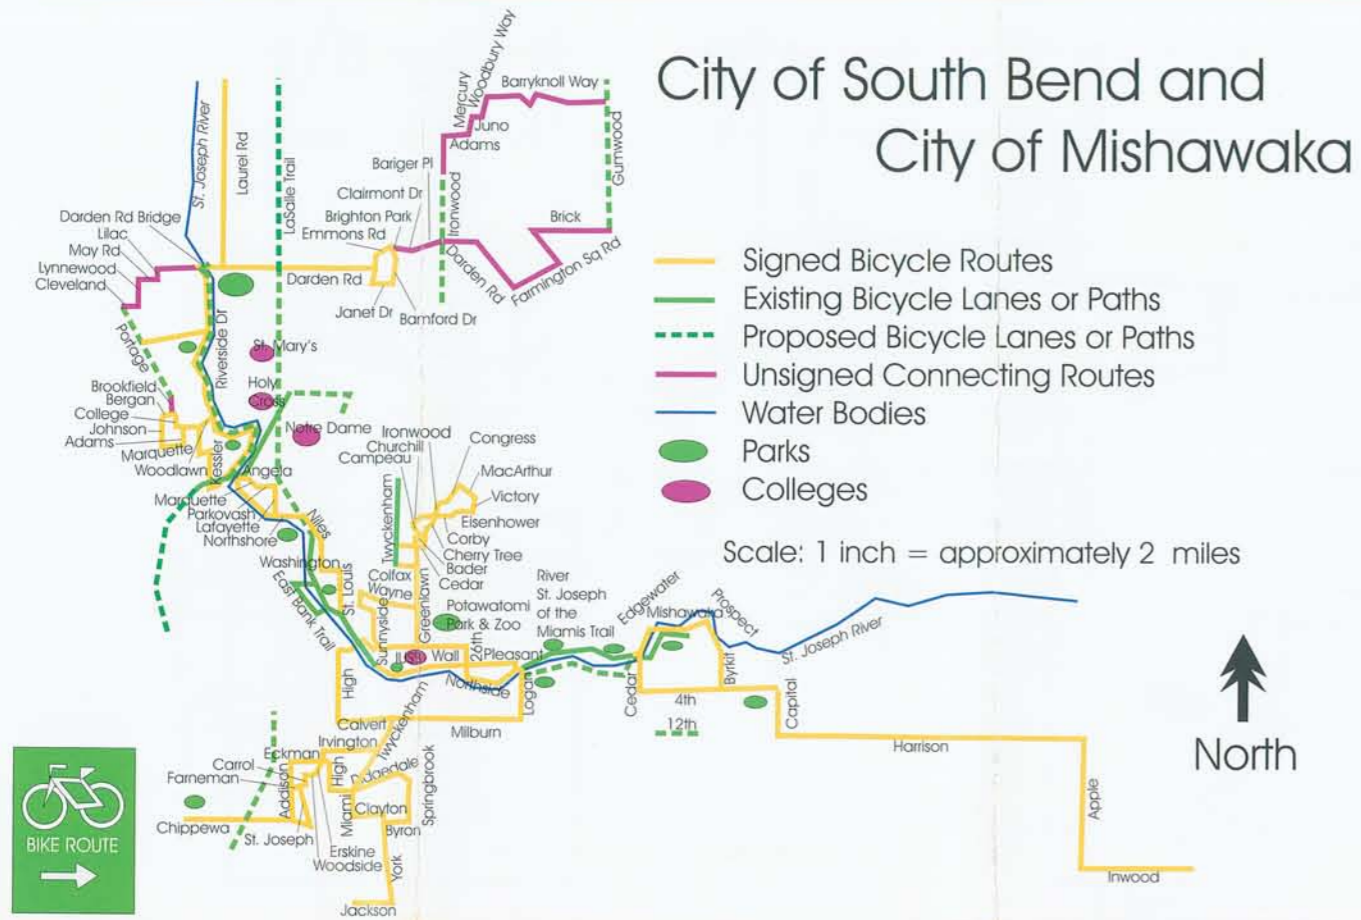 City of South Bend and
City of Mishawaka
Signed Bicycle Routes
Existing Bicycle Lanes or Paths
Proposed Bicycle Lanes or Paths
Unsigned Connecting Routes
Water Bodies
Parks
Colleges
Scale: 1 inch = approximately 2 miles
North
BIKE ROUTE
St. Joseph River
Laurel Rd
LaSalle Trail
Mercury
Woodbury Way
Barryknoll Way
Juno
Adams
Gumwood
Bariger Pl
Clairmont Dr
Ironwood
Brighton Park
Emmons Rd
Brick
Darden Rd Bridge
Lilac
May Rd
Lynnewood
Cleveland
Darden Rd
Darden Rd
Farmington Sq Rd
Janet Dr
Bamford Dr
Portage
Riverside Dr
St. Mary's
Holy
Cross
Notre Dame
Brookfield
Bergan
College
Johnson
Adams
Marquette
Woodlawn
Kessler
Angela
Marquette
Parkovash
Lafayette
Northshore
Niles
Ironwood
Churchill
Campeau
Congress
MacArthur
Victory
Eisenhower
Corby
Cherry Tree
Bader
Cedar
Twyckenham
Washington
St. Louis
East Bank Trail
Colfax
Wayne
Sunnyside
Greenlawn
Potawatomi
Park & Zoo
River
St. Joseph
of the
Miamis Trail
Edgewater
Mishawaka
Prospect
St. Joseph River
IUSB
Wall
26th
Pleasant
Northside
Logan
High
Cedar
Byrkit
4th
12th
Capital
Harrison
Apple
Inwood
Calvert
Twyckenham
Milburn
Irvington
Eckman
Carrol
Farneman
Addison
High
Ridgedale
Springbrook
Miami
Clayton
Byron
Chippewa
St. Joseph
Erskine
Woodside
York
Jackson